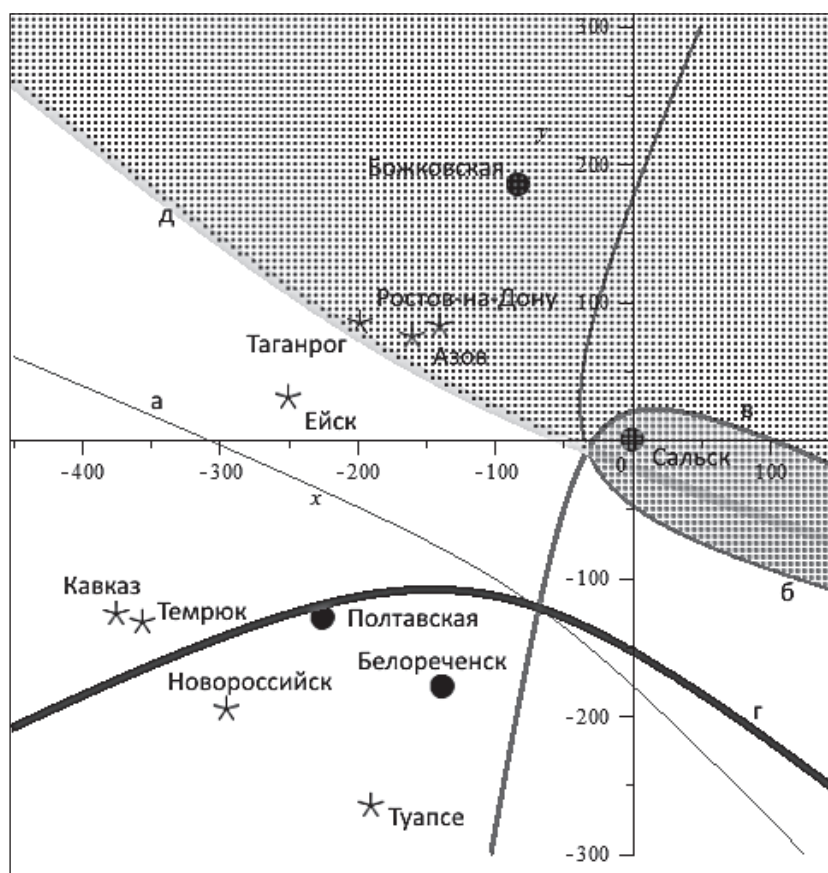 300
y
200
Божковская
д
Ростов-на-Дону
100
Таганрог
Азов
а
Ейск
в
-400
-300
-200
-100
0
Сальск
100
x
-100
б
Кавказ
Темрюк
Полтавская
Белореченск
Новороссийск
г
-200
Туапсе
-300